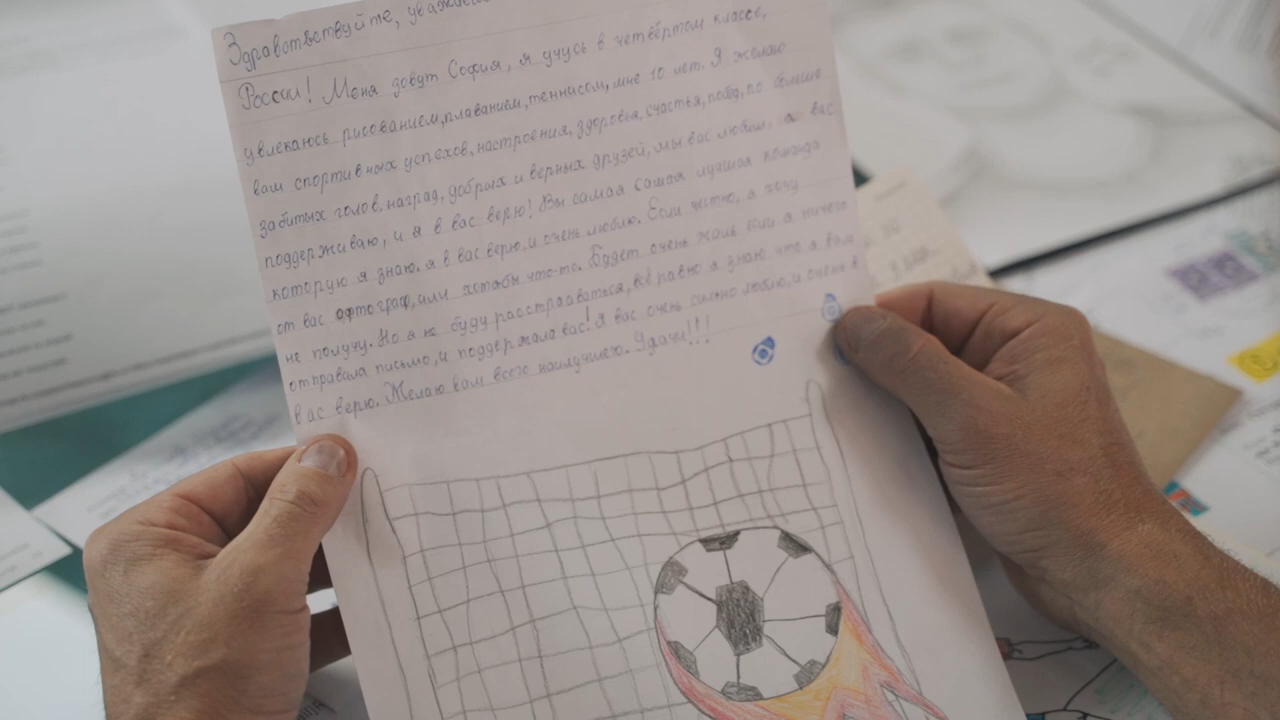 Здравствуйте, уважаемые
России! Меня зовут София, я учусь в четвёртом классе,
увлекаюсь рисованием, плаванием, теннисом, мне 10 лет. Я желаю
вам спортивных успехов, настроения, здоровья, счастья, побед, по больше
забитых голов, наград, добрых и верных друзей, мы вас любим, а вас
поддерживаю, и я в вас верю! Вы самая самая лучшая команда
которую я знаю. я в вас верю, и очень люблю. Если честно, я хочу
от вас афтограф, или хотябы что-то. Будет очень жаль если я ничего
не получу. Но я не буду расстраиваться, всё равно я знаю что я вам
отправила письмо, и поддержала вас! Я вас очень сильно люблю, и очень в
вас верю. Желаю вам всего наилучшего. Удачи!!!